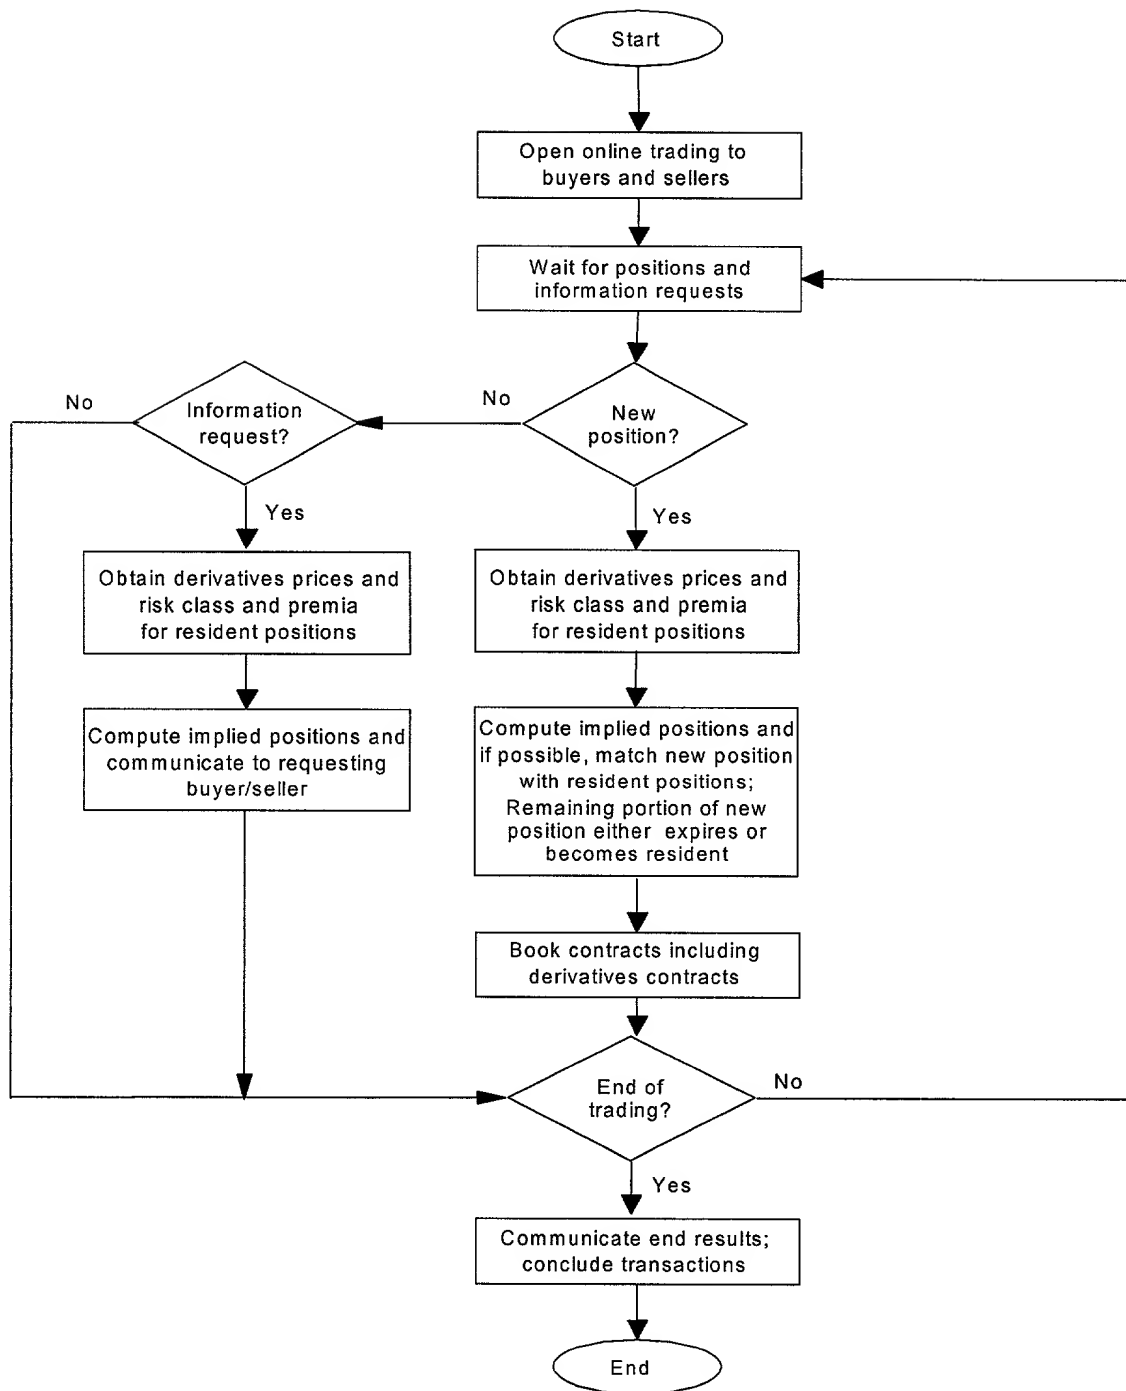 Start
Open online trading to
buyers and sellers
Wait for positions and
information requests
No
Information
request?
No
New
position?
Yes
Yes
Obtain derivatives prices and
risk class and premia
for resident positions
Obtain derivatives prices and
risk class and premia
for resident positions
Compute implied positions and
communicate to requesting
buyer/seller
Compute implied positions and
if possible, match new position
with resident positions;
Remaining portion of new
position either expires or
becomes resident
Book contracts including
derivatives contracts
End of
trading?
No
Yes
Communicate end results;
conclude transactions
End